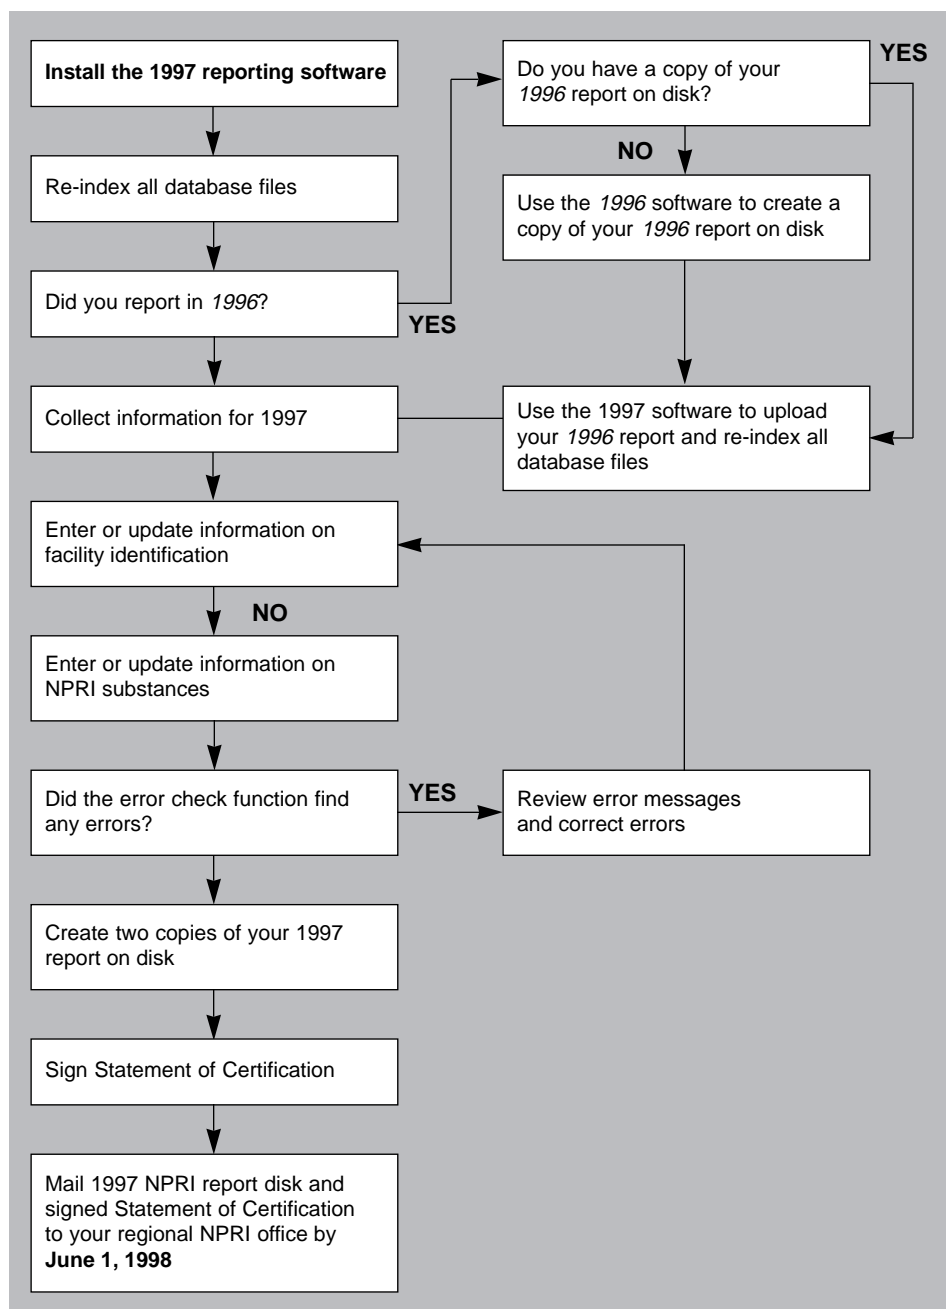 Install the 1997 reporting software
Re-index all database files
Did you report in 1996?
YES
Do you have a copy of your
1996 report on disk?
YES
NO
Use the 1996 software to create a
copy of your 1996 report on disk
Use the 1997 software to upload
your 1996 report and re-index all
database files
Collect information for 1997
Enter or update information on
facility identification
NO
Enter or update information on
NPRI substances
Did the error check function find
any errors?
YES
Review error messages
and correct errors
Create two copies of your 1997
report on disk
Sign Statement of Certification
Mail 1997 NPRI report disk and
signed Statement of Certification
to your regional NPRI office by
June 1, 1998